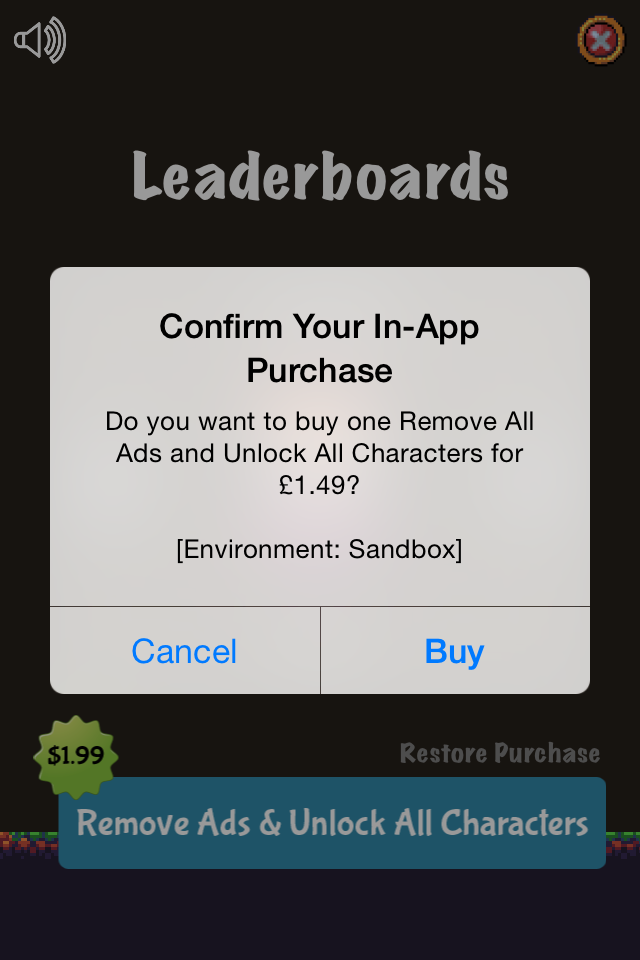 Leaderboards
Confirm Your In-App
Purchase
Do you want to buy one Remove All
Ads and Unlock All Characters for
£1.49?
[Environment: Sandbox]
Cancel
Buy
$1.99
Restore Purchase
Remove Ads & Unlock All Characters